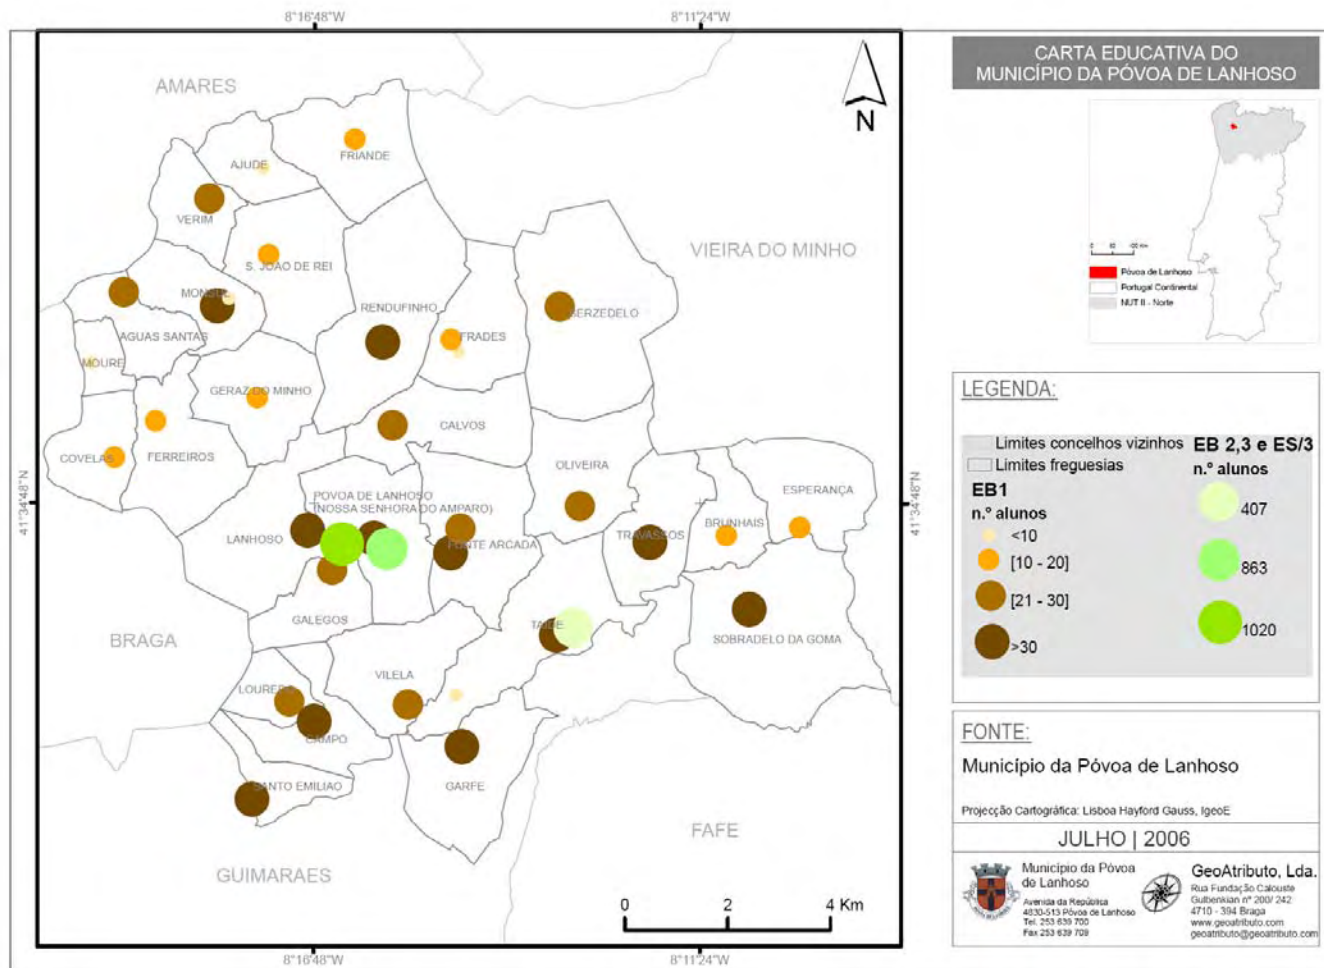 8°16'48"W
8°11'24"W
AMARES
N
FRIANDE
AJUDE
VERIM
VIEIRA DO MINHO
S. JOAO DE REI
MONSUL
RENDUFINHO
AGUAS SANTAS
FRADES
MOURE
GERAZ DO MINHO
CALVOS
COVELAS
FERREIROS
OLIVEIRA
ESPERANÇA
41°34'48"N
41°34'48"N
POVOA DE LANHOSO
(NOSSA SENHORA DO AMPARO)
BRUNHAIS
TRAVASSOS
LANHOSO
FONTE ARCADA
GALEGOS
TAIDE
BRAGA
SOBRADELO DA GOMA
VILELA
CAMPO
SANTO EMILIAO
GARFE
FAFE
GUIMARAES
0 2 4 Km
8°16'48"W
8°11'24"W
CARTA EDUCATIVA DO
MUNICÍPIO DA PÓVOA DE LANHOSO
Póvoa de Lanhoso
Portugal Continental
NUT II - Norte
LEGENDA:
Limites concelhos vizinhos
Limites freguesias
EB1
n.º alunos
<10
[10 - 20]
[21 - 30]
>30
EB 2,3 e ES/3
n.º alunos
407
863
1020
FONTE:
Município da Póvoa de Lanhoso
Projecção Cartográfica: Lisboa Hayford Gauss, IgeoE
JULHO | 2006
Município da Póvoa
de Lanhoso
Avenida da República
4830-513 Póvoa de Lanhoso
Tel. 253 639 700
Fax 253 639 709
GeoAtributo, Lda.
Rua Fundação Calouste
Gulbenkian nº 200/ 242
4710 - 394 Braga
www.geoatributo.com
geoatributo@geoatributo.com